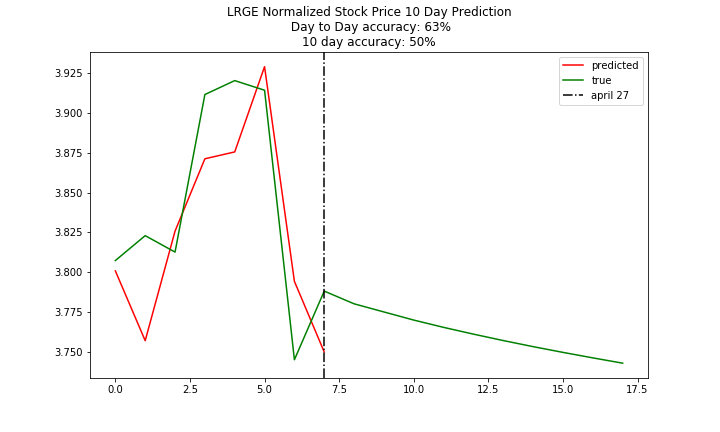 LRGE Normalized Stock Price 10 Day Prediction
Day to Day accuracy: 63%
10 day accuracy: 50%
predicted
true
april 27
3.925
3.900
3.875
3.850
3.825
3.800
3.775
3.750
0.0 2.5 5.0 7.5 10.0 12.5 15.0 17.5